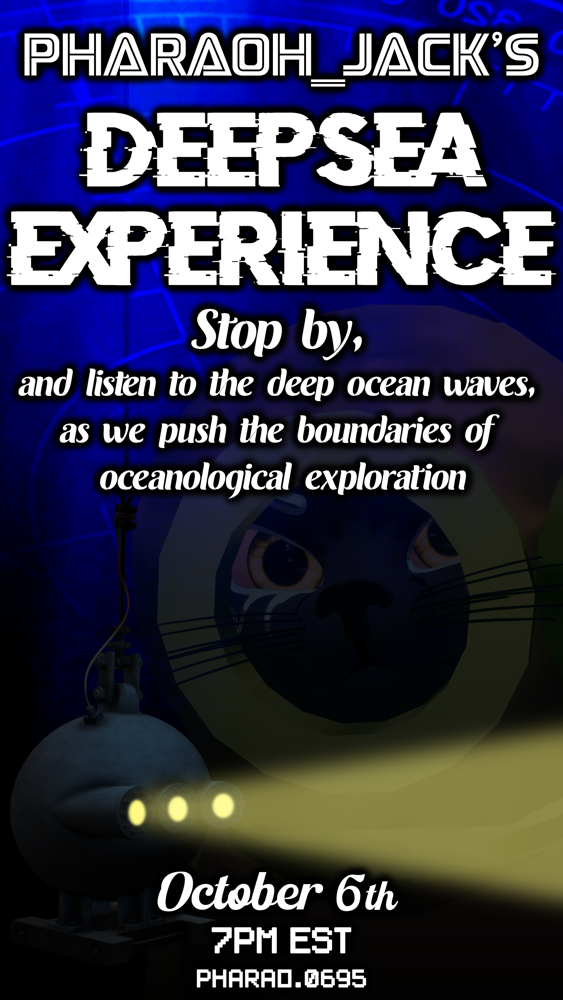 PHARAOH_JACK'S
DEEPSEA
EXPERIENCE
Stop by,
and listen to the deep ocean waves,
as we push the boundaries of
oceanological exploration
October 6th
7PM EST
PHARAO.0695